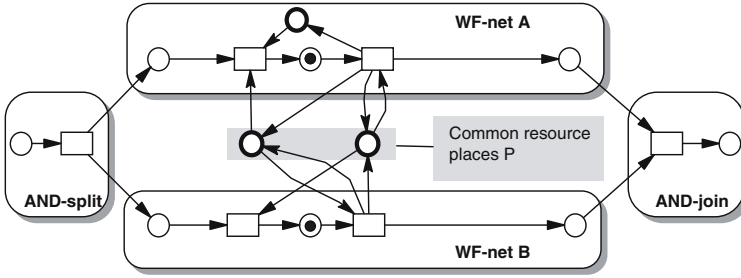 WF-net A
Common resource
places P
AND-split
AND-join
WF-net B